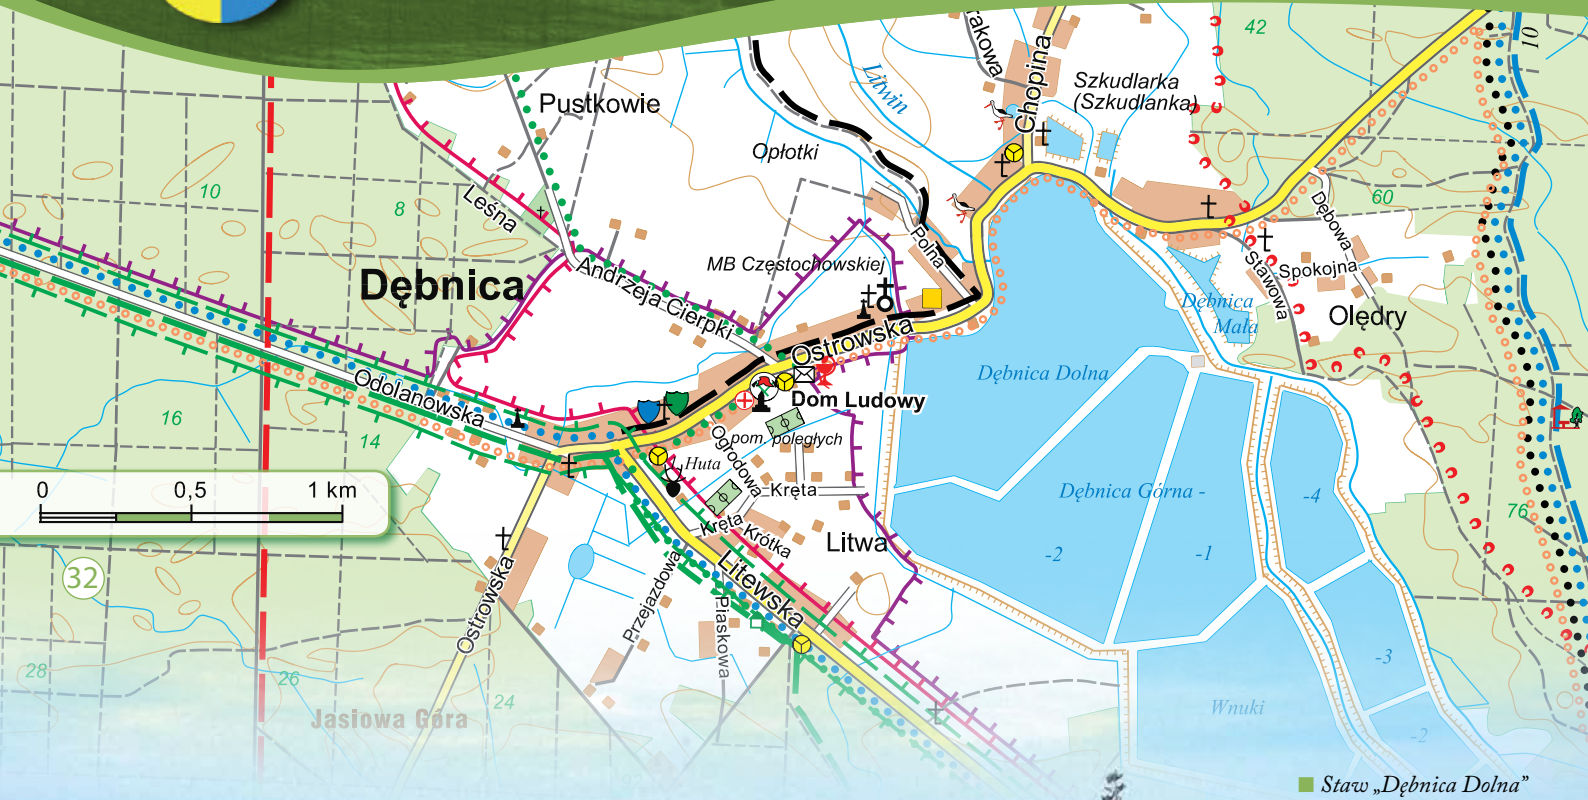 42
10
Krakowa
Chopina
Szkudlarka
(Szkudlanka)
Litwin
Pustkowie
Opłotki
10
8
60
Leśna
Dębowa
Polna
MB Częstochowskiej
Andrzeja Cierpki
Spokojna
Stawowa
Dębnica
Dębnica
Mała
Olędry
Ostrowska
Dębnica Dolna
Odolanowska
Dom Ludowy
16
14
pom. poległych
Ogrodowa
Huta
Kręta
Dębnica Górna -
-4
0
0,5
1 km
76
Kręta
Krótka
Litwa
-2
-1
32
Litewska
Przejazdowa
Piaskowa
Ostrowska
28
26
24
-3
Jasiowa Góra
Wnuki
-2
Staw „Dębnica Dolna”